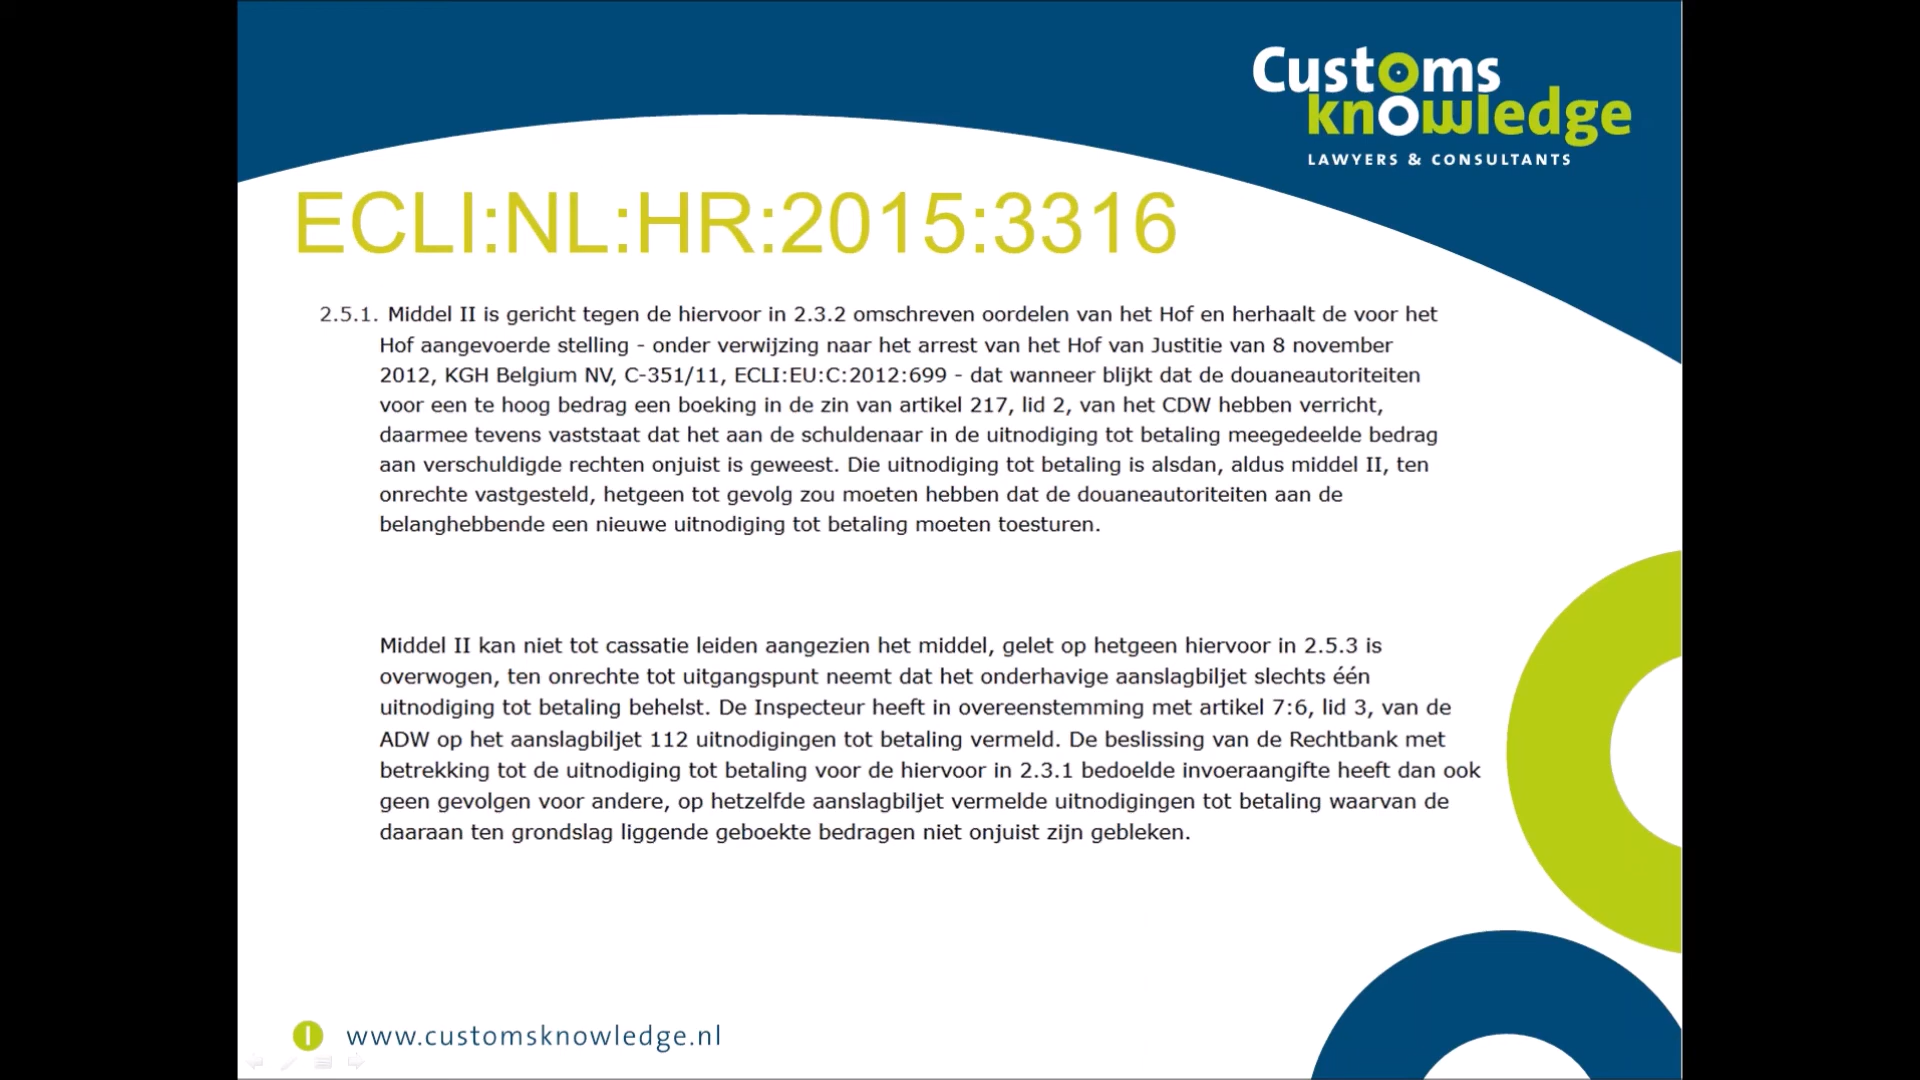 Customs
knowledge
LAWYERS & CONSULTANTS
ECLI:NL:HR:2015:3316
2.5.1. Middel II is gericht tegen de hiervoor in 2.3.2 omschreven oordelen van het Hof en herhaalt de voor het
Hof aangevoerde stelling - onder verwijzing naar het arrest van het Hof van Justitie van 8 november
2012, KGH Belgium NV, C-351/11, ECLI:EU:C:2012:699 - dat wanneer blijkt dat de douaneautoriteiten
voor een te hoog bedrag een boeking in de zin van artikel 217, lid 2, van het CDW hebben verricht,
daarmee tevens vaststaat dat het aan de schuldenaar in de uitnodiging tot betaling meegedeelde bedrag
aan verschuldigde rechten onjuist is geweest. Die uitnodiging tot betaling is alsdan, aldus middel II, ten
onrechte vastgesteld, hetgeen tot gevolg zou moeten hebben dat de douaneautoriteiten aan de
belanghebbende een nieuwe uitnodiging tot betaling moeten toesturen.
Middel II kan niet tot cassatie leiden aangezien het middel, gelet op hetgeen hiervoor in 2.5.3 is
overwogen, ten onrechte tot uitgangspunt neemt dat het onderhavige aanslagbiljet slechts één
uitnodiging tot betaling behelst. De Inspecteur heeft in overeenstemming met artikel 7:6, lid 3, van de
ADW op het aanslagbiljet 112 uitnodigingen tot betaling vermeld. De beslissing van de Rechtbank met
betrekking tot de uitnodiging tot betaling voor de hiervoor in 2.3.1 bedoelde invoeraangifte heeft dan ook
geen gevolgen voor andere, op hetzelfde aanslagbiljet vermelde uitnodigingen tot betaling waarvan de
daaraan ten grondslag liggende geboekte bedragen niet onjuist zijn gebleken.
www.customsknowledge.nl